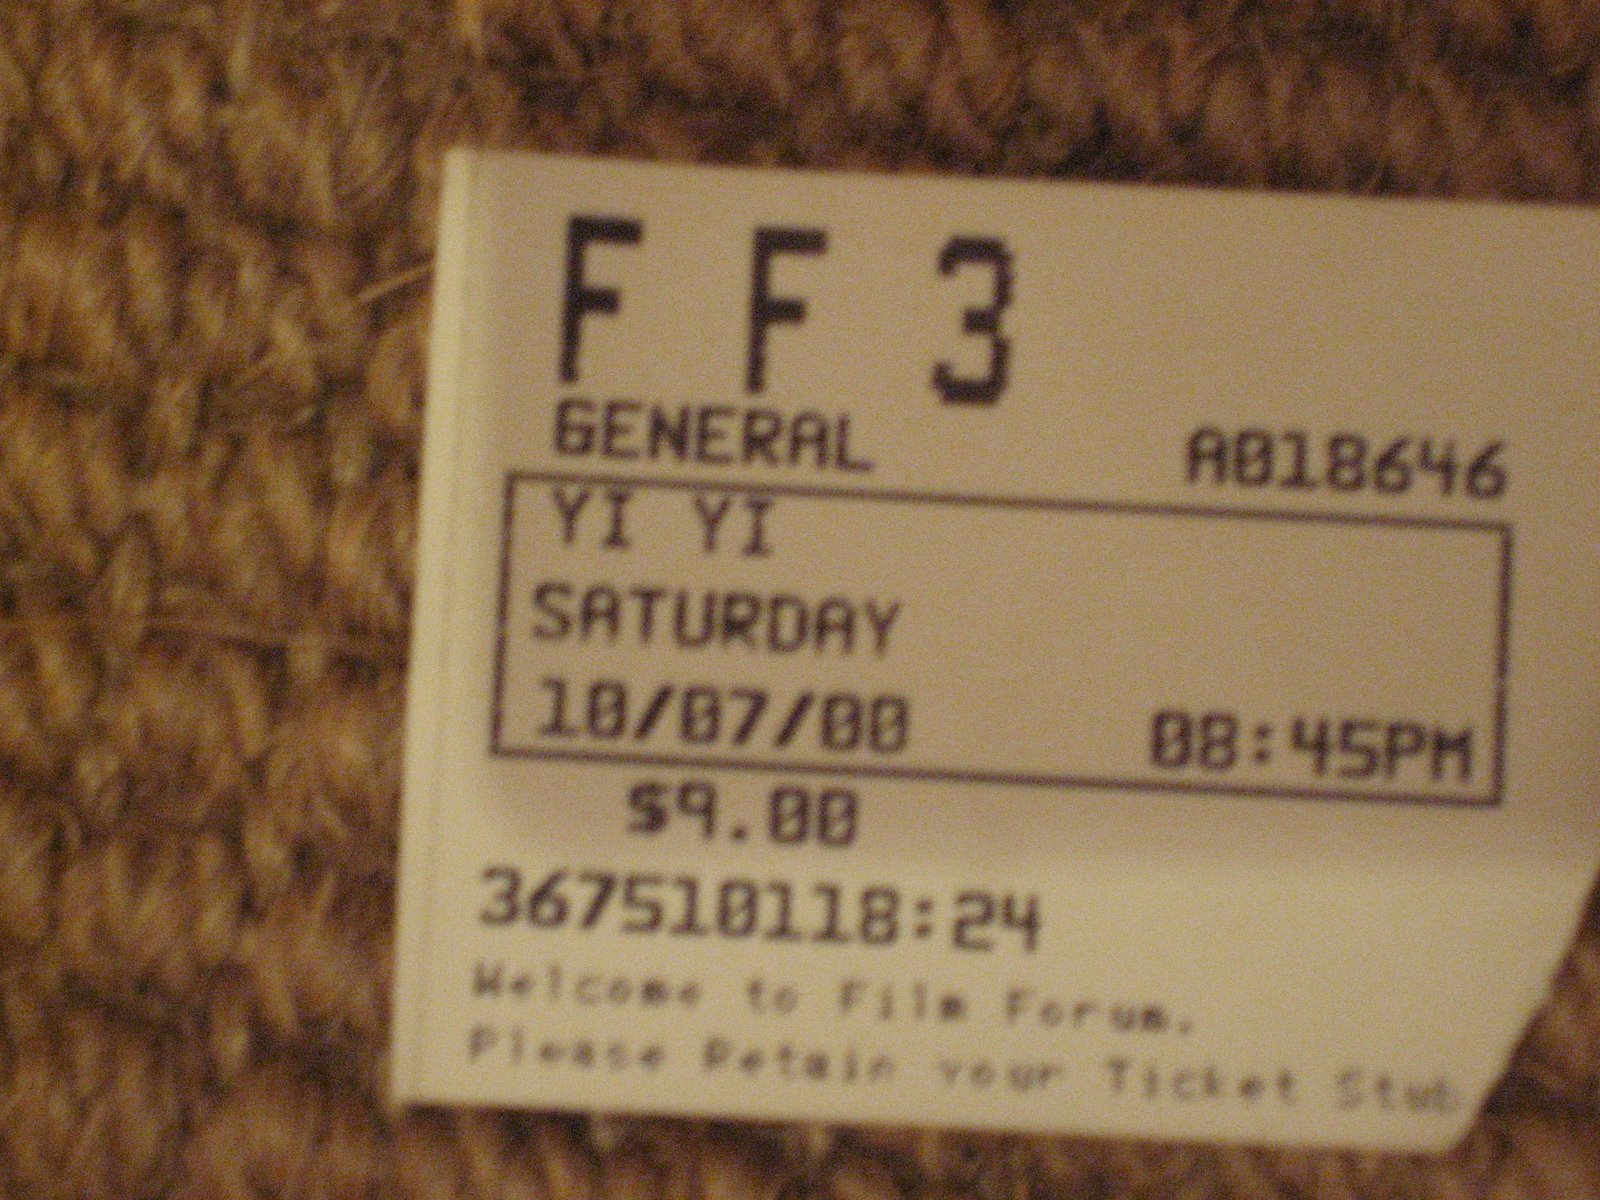 F F 3
GENERAL A018646
YI YI
SATURDAY
10/07/00 08:45PM
$9.00
367510118:24
Welcome to Film Forum.
Please Retain your Ticket Stub